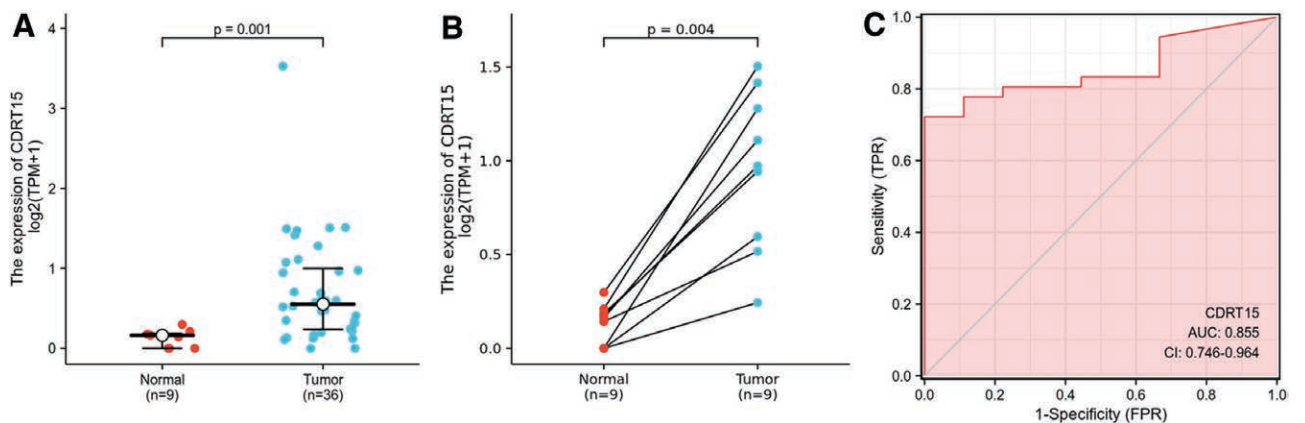 A
The expression of CDRT15
log2(TPM+1)
4
3
2
1
0
p = 0.001
Normal
(n=9)
Tumor
(n=36)
B
The expression of CDRT15
log2(TPM+1)
1.5
1.0
0.5
0.0
p = 0.004
Normal
(n=9)
Tumor
(n=9)
C
Sensitivity (TPR)
1.0
0.8
0.6
0.4
0.2
0.0
CDRT15
AUC: 0.855
CI: 0.746-0.964
0.0 0.2 0.4 0.6 0.8 1.0
1-Specificity (FPR)